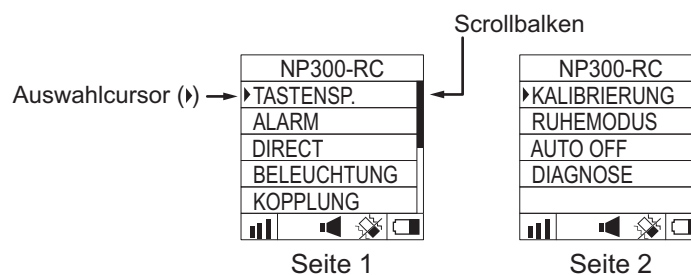 Scrollbalken
Auswahlcursor ()
NP300-RC
TASTENSP.
ALARM
DIRECT
BELEUCHTUNG
KOPPLUNG
Seite 1
NP300-RC
KALIBRIERUNG
RUHEMODUS
AUTO OFF
DIAGNOSE
Seite 2